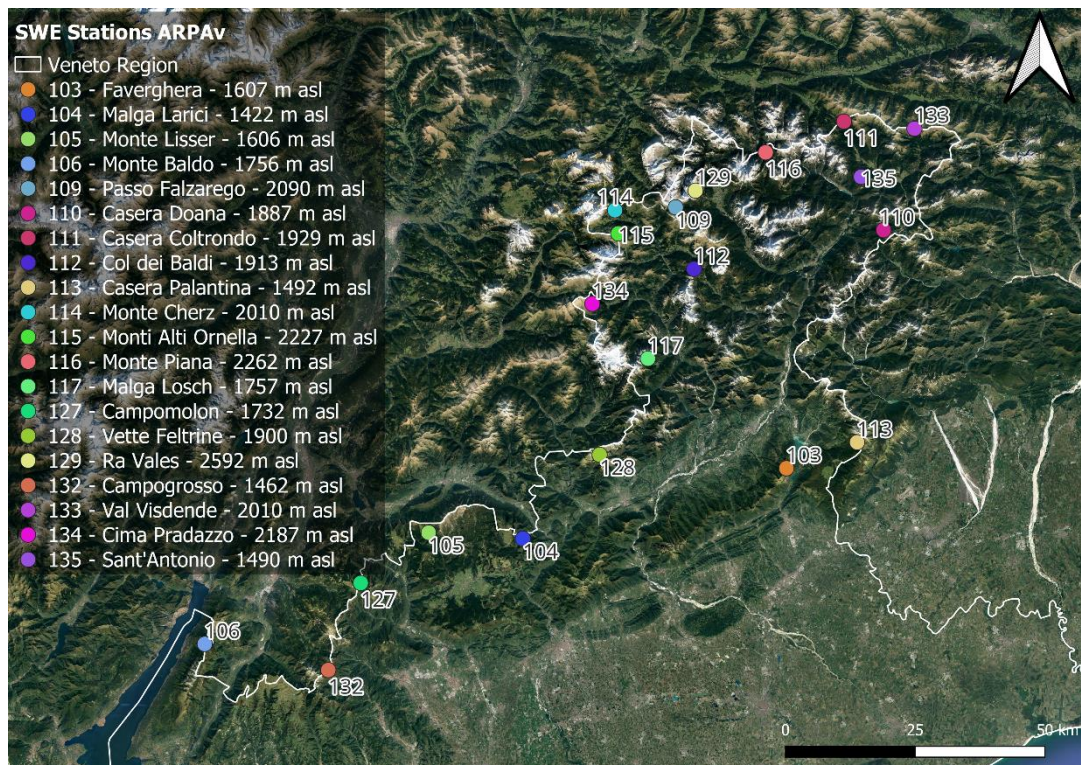 SWE Stations ARPAv
Veneto Region
103 - Faverghera - 1607 m asl
104 - Malga Larici - 1422 m asl
105 - Monte Lisser - 1606 m asl
106 - Monte Baldo - 1756 m asl
109 - Passo Falzarego - 2090 m asl
110 - Casera Doana - 1887 m asl
111 - Casera Coltrondo - 1929 m asl
112 - Col dei Baldi - 1913 m asl
113 - Casera Palantina - 1492 m asl
114 - Monte Cherz - 2010 m asl
115 - Monti Alti Ornella - 2227 m asl
116 - Monte Piana - 2262 m asl
117 - Malga Losch - 1757 m asl
127 - Campomolon - 1732 m asl
128 - Vette Feltrine - 1900 m asl
129 - Ra Vales - 2592 m asl
132 - Campogrosso - 1462 m asl
133 - Val Visdende - 2010 m asl
134 - Cima Pradazzo - 2187 m asl
135 - Sant'Antonio - 1490 m asl
133
111
116
135
129
114
109
110
115
112
134
117
113
103
128
105
104
127
106
132
0 25 50 km